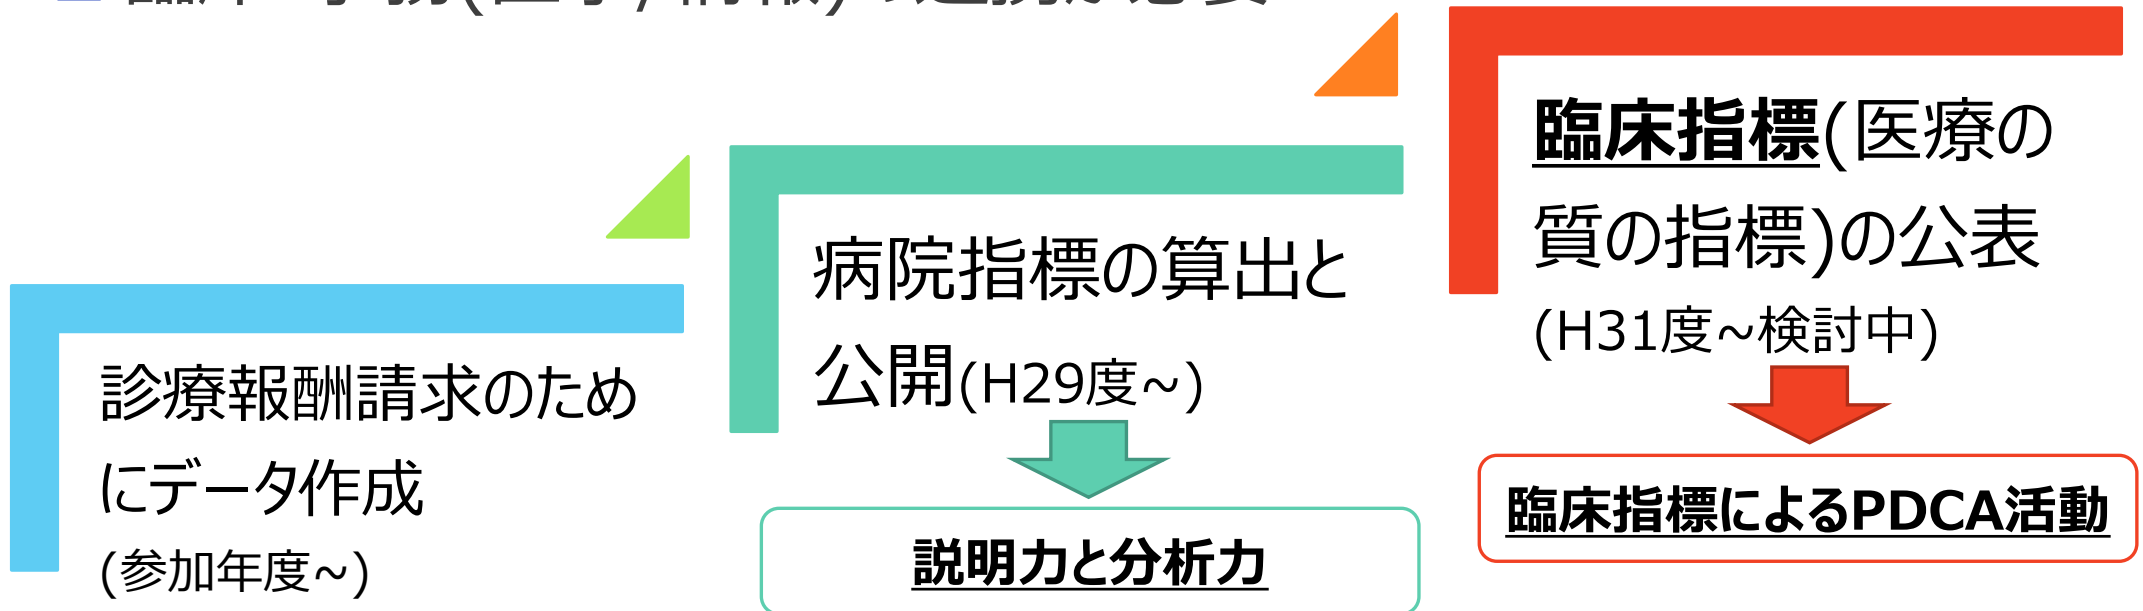 診療報酬請求のため
にデータ作成
(参加年度~)
病院指標の算出と
公開(H29度~)
説明力と分析力
臨床指標(医療の
質の指標)の公表
(H31度~検討中)
臨床指標によるPDCA活動